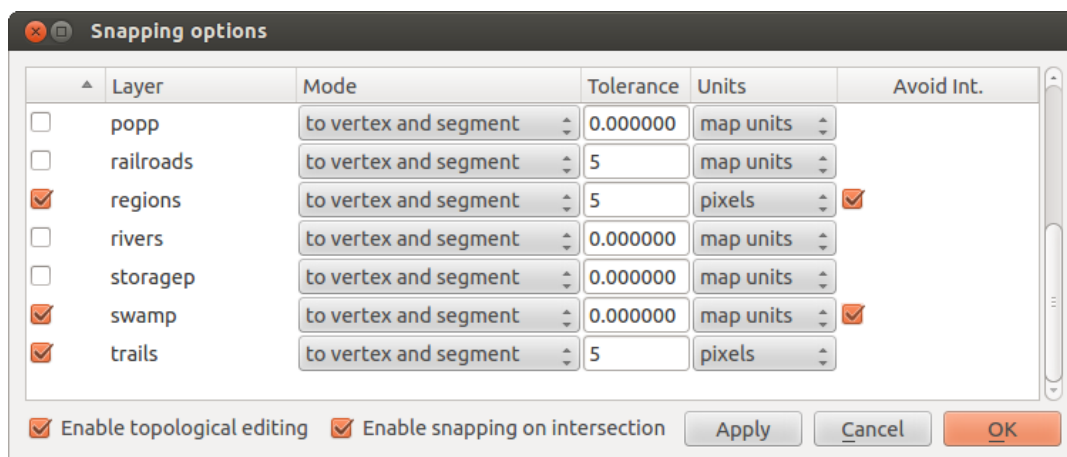 Snapping options
Layer Mode Tolerance Units Avoid Int.
popp to vertex and segment 0.000000 map units
railroads to vertex and segment 5 map units
regions to vertex and segment 5 pixels
rivers to vertex and segment 0.000000 map units
storagep to vertex and segment 0.000000 map units
swamp to vertex and segment 0.000000 map units
trails to vertex and segment 5 pixels
Enable topological editing Enable snapping on intersection Apply Cancel OK